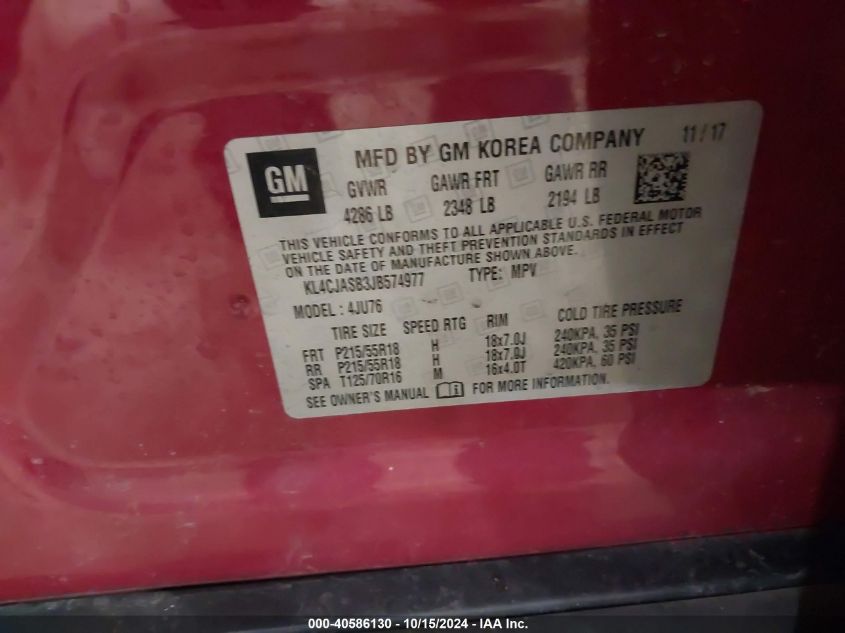 GM
MFD BY GM KOREA COMPANY 11/17
GVWR GAWR FRT GAWR RR
4286 LB 2348 LB 2194 LB
THIS VEHICLE CONFORMS TO ALL APPLICABLE U.S. FEDERAL MOTOR
VEHICLE SAFETY AND THEFT PREVENTION STANDARDS IN EFFECT
ON THE DATE OF MANUFACTURE SHOWN ABOVE.
KL4CJASB3JB574977 TYPE: MPV
MODEL: 4JU76
TIRE SIZE SPEED RTG RIM COLD TIRE PRESSURE
FRT P215/55R18 H 18x7.0J 240KPA, 35 PSI
RR P215/55R18 H 18x7.0J 240KPA, 35 PSI
SPA T125/70R16 M 16x4.0T 420KPA, 60 PSI
SEE OWNER'S MANUAL FOR MORE INFORMATION.
000-40586130 - 10/15/2024 - IAA Inc.